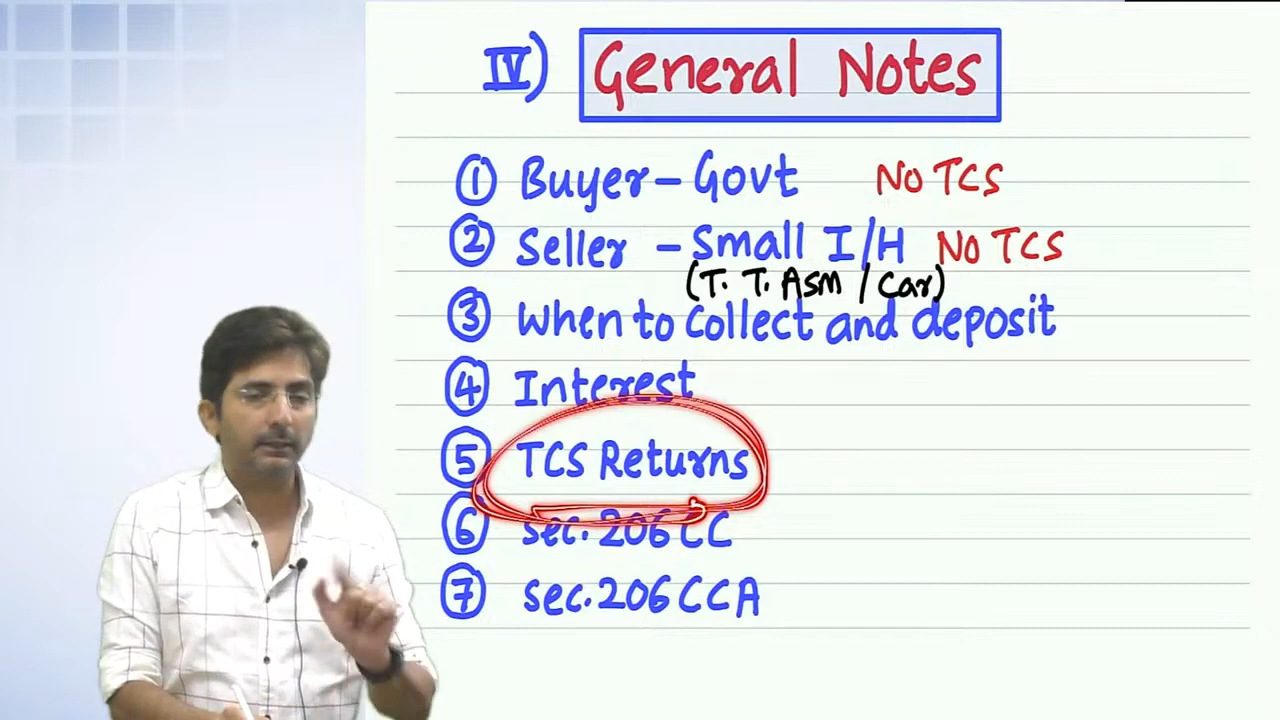 IV) General Notes
① Buyer - Govt No TCS
② Seller - Small I/H No TCS
(T. T. Asm / Car)
③ When to collect and deposit
④ Interest
⑤ TCS Returns
⑥ Sec. 206 CC
⑦ Sec. 206 CCA